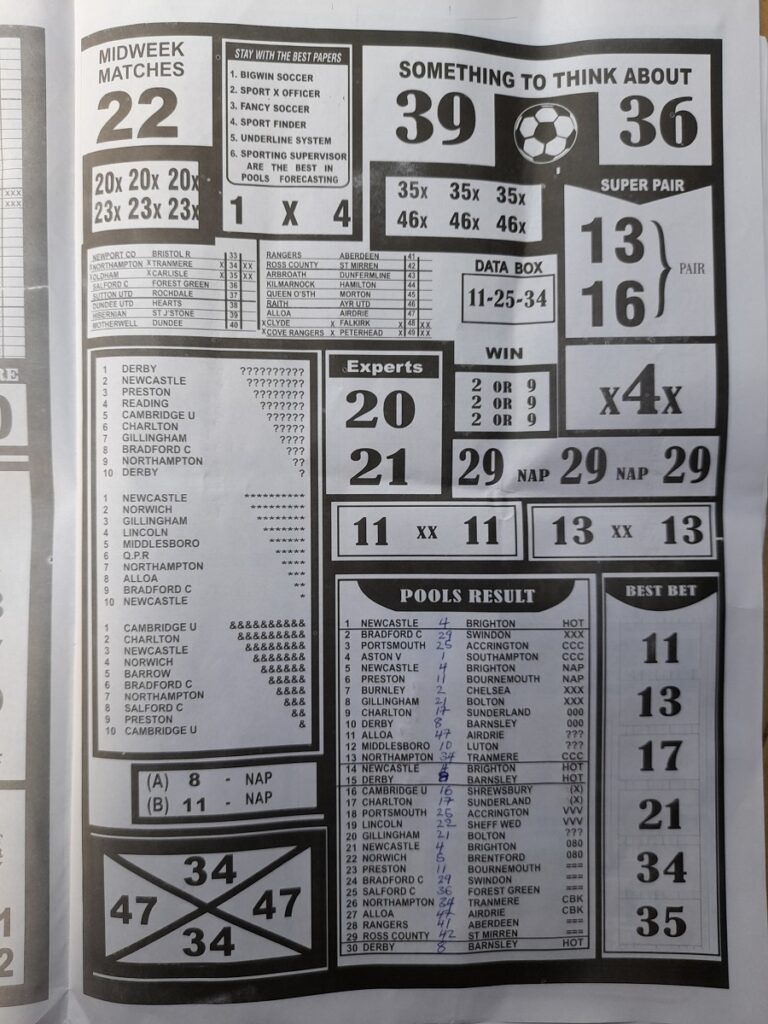 MIDWEEK
MATCHES
22
STAY WITH THE BEST PAPERS
1. BIGWIN SOCCER
2. SPORT X OFFICER
3. FANCY SOCCER
4. SPORT FINDER
5. UNDERLINE SYSTEM
6. SPORTING SUPERVISOR
ARE THE BEST IN
POOLS FORECASTING
SOMETHING TO THINK ABOUT
39 36
20x 20x 20x
23x 23x 23x
1 X 4
35x 35x 35x
46x 46x 46x
SUPER PAIR
13
16
PAIR
NEWPORT CO BRISTOL R 33
XNORTHAMPTON XTRANMERE X 34 XX
XOLDHAM XCARLISLE X 35 XX
SALFORD C FOREST GREEN 36
SUTTON UTD ROCHDALE 37
DUNDEE UTD HEARTS 38
HIBERNIAN ST J'STONE 39
MOTHERWELL DUNDEE 40
RANGERS ABERDEEN 41
ROSS COUNTY ST MIRREN 42
ARBROATH DUNFERMLINE 43
KILMARNOCK HAMILTON 44
QUEEN O'STH MORTON 45
RAITH AYR UTD 46
ALLOA AIRDRIE 47
XCLYDE X FALKIRK X 48 XX
XCOVE RANGERS X PETERHEAD X 49 XX
DATA BOX
11-25-34
WIN
2 OR 9
2 OR 9
2 OR 9
x4x
1 DERBY ??????????
2 NEWCASTLE ?????????
3 PRESTON ????????
4 READING ???????
5 CAMBRIDGE U ??????
6 CHARLTON ?????
7 GILLINGHAM ????
8 BRADFORD C ???
9 NORTHAMPTON ??
10 DERBY ?
1 NEWCASTLE **********
2 NORWICH *********
3 GILLINGHAM ********
4 LINCOLN *******
5 MIDDLESBORO ******
6 Q.P.R *****
7 NORTHAMPTON ****
8 ALLOA ***
9 BRADFORD C **
10 NEWCASTLE *
1 CAMBRIDGE U &&&&&&&&&&
2 CHARLTON &&&&&&&&&
3 NEWCASTLE &&&&&&&&
4 NORWICH &&&&&&&
5 BARROW &&&&&&
6 BRADFORD C &&&&&
7 NORTHAMPTON &&&&
8 SALFORD C &&&
9 PRESTON &&
10 CAMBRIDGE U &
Experts
20
21
29 NAP 29 NAP 29
11 xx 11
13 xx 13
(A) 8 - NAP
(B) 11 - NAP
34
47 47
34
POOLS RESULT
1 NEWCASTLE 4 BRIGHTON HOT
2 BRADFORD C 29 SWINDON XXX
3 PORTSMOUTH 25 ACCRINGTON CCC
4 ASTON V 1 SOUTHAMPTON CCC
5 NEWCASTLE 4 BRIGHTON NAP
6 PRESTON 11 BOURNEMOUTH NAP
7 BURNLEY 2 CHELSEA XXX
8 GILLINGHAM 21 BOLTON XXX
9 CHARLTON 17 SUNDERLAND 000
10 DERBY 8 BARNSLEY 000
11 ALLOA 47 AIRDRIE ???
12 MIDDLESBORO 10 LUTON ???
13 NORTHAMPTON 34 TRANMERE CCC
14 NEWCASTLE 4 BRIGHTON HOT
15 DERBY 8 BARNSLEY HOT
16 CAMBRIDGE U 16 SHREWSBURY (X)
17 CHARLTON 17 SUNDERLAND (X)
18 PORTSMOUTH 25 ACCRINGTON VVV
19 LINCOLN 22 SHEFF WED VVV
20 GILLINGHAM 21 BOLTON ???
21 NEWCASTLE 4 BRIGHTON 080
22 NORWICH 5 BRENTFORD 080
23 PRESTON 11 BOURNEMOUTH ===
24 BRADFORD C 29 SWINDON ===
25 SALFORD C 36 FOREST GREEN ===
26 NORTHAMPTON 34 TRANMERE CBK
27 ALLOA 47 AIRDRIE CBK
28 RANGERS 41 ABERDEEN ===
29 ROSS COUNTY 42 ST MIRREN ===
30 DERBY 8 BARNSLEY HOT
BEST BET
11
13
17
21
34
35